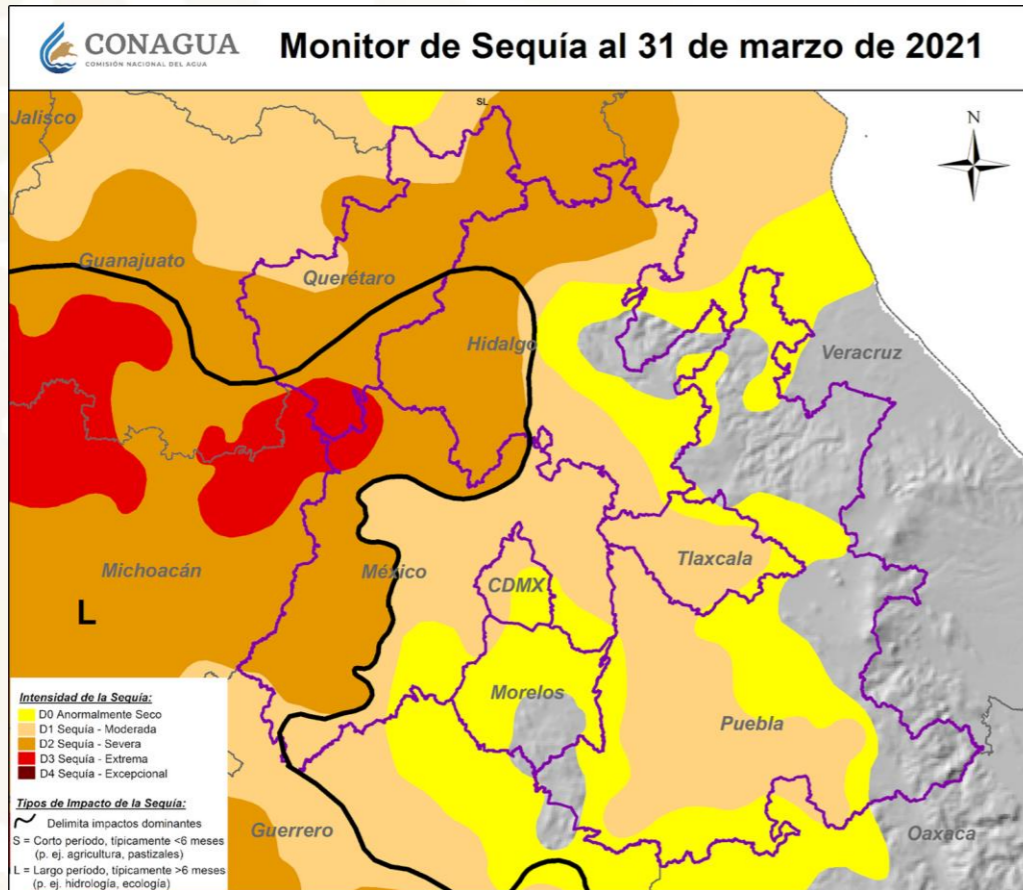 CONAGUA
COMISIÓN NACIONAL DEL AGUA
Monitor de Sequía al 31 de marzo de 2021
SL
Jalisco
N
Guanajuato
Querétaro
Hidalgo
Veracruz
Michoacán
México
CDMX
Tlaxcala
L
Morelos
Puebla
Guerrero
Oaxaca
Intensidad de la Sequía:
D0 Anormalmente Seco
D1 Sequía - Moderada
D2 Sequía - Severa
D3 Sequía - Extrema
D4 Sequía - Excepcional
Tipos de Impacto de la Sequía:
Delimita impactos dominantes
S = Corto período, típicamente <6 meses
(p. ej. agricultura, pastizales)
L = Largo período, típicamente >6 meses
(p. ej. hidrología, ecología)